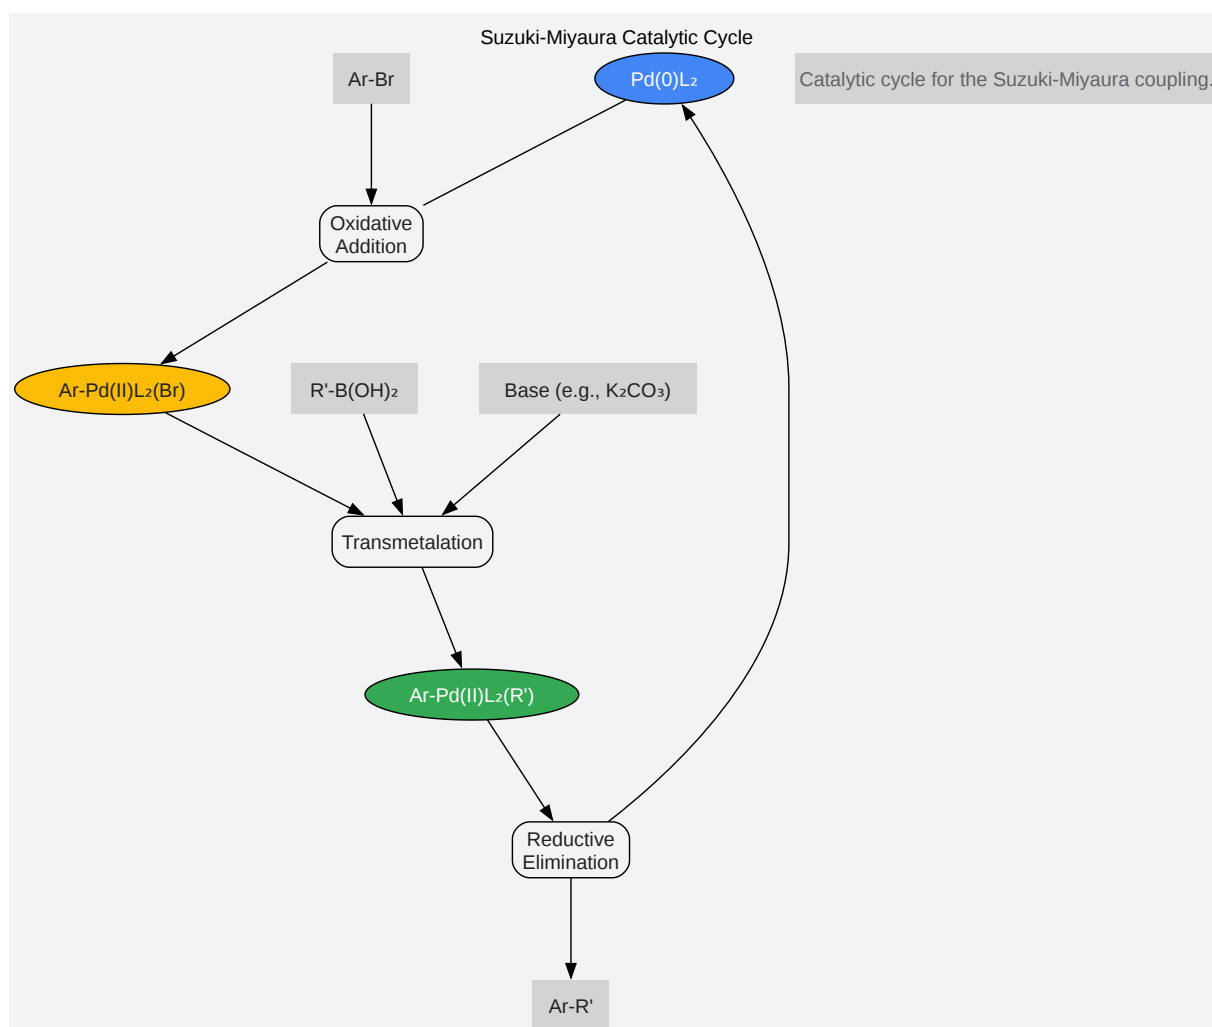 Suzuki-Miyaura Catalytic Cycle
Ar-Br
Pd(0)L₂
Catalytic cycle for the Suzuki-Miyaura coupling.
Oxidative
Addition
Ar-Pd(II)L₂(Br)
R'-B(OH)₂
Base (e.g., K₂CO₃)
Transmetalation
Ar-Pd(II)L₂(R')
Reductive
Elimination
Ar-R'